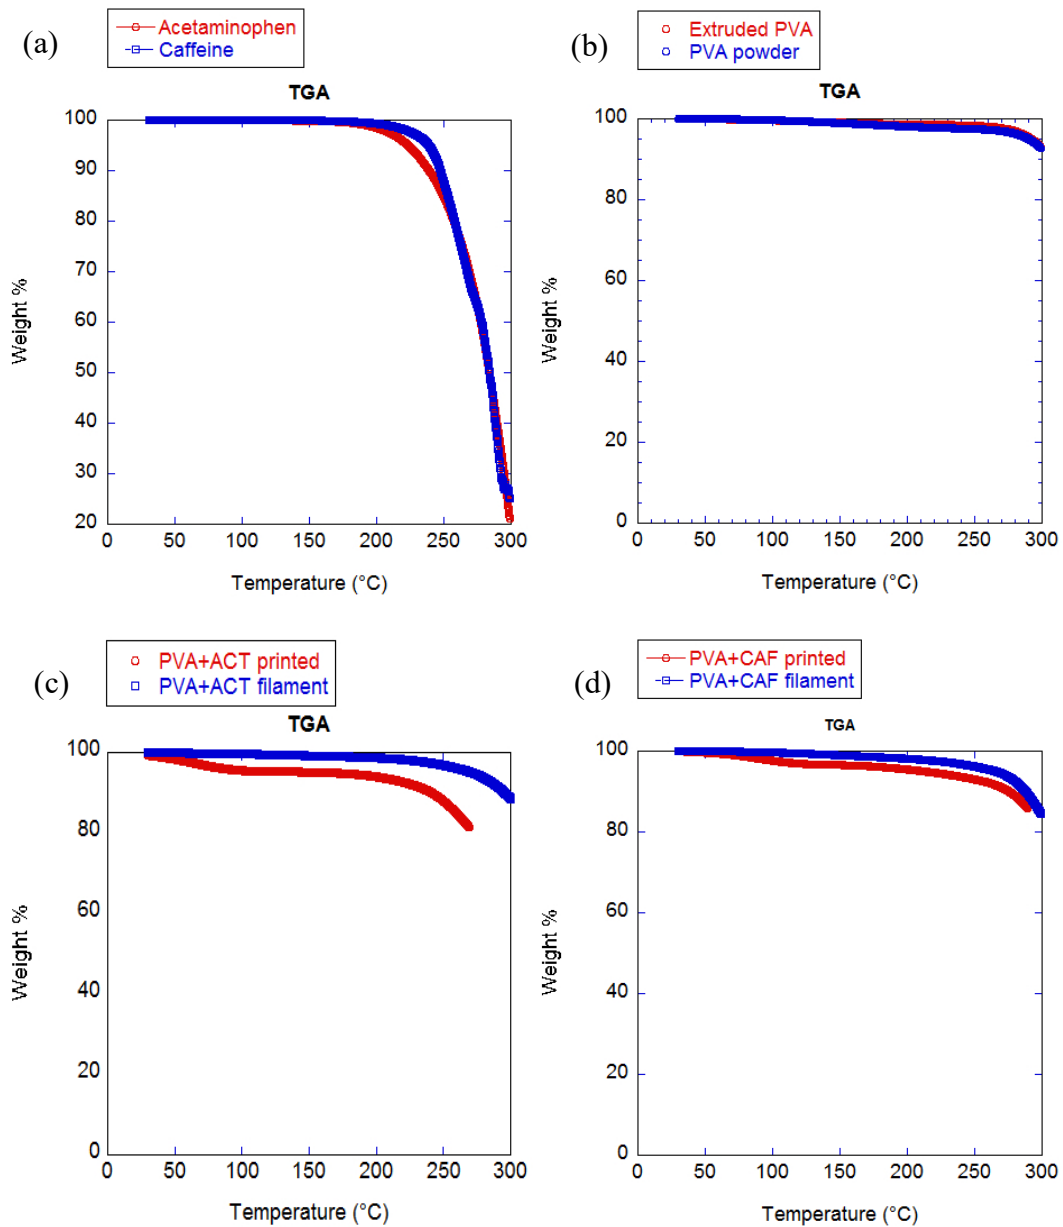 (a)
Acetaminophen
Caffeine
TGA
100
90
80
70
60
50
40
30
20
Weight %
0 50 100 150 200 250 300
Temperature (°C)
(b)
Extruded PVA
PVA powder
TGA
100
80
60
40
20
0
Weight %
0 50 100 150 200 250 300
Temperature (°C)
(c)
PVA+ACT printed
PVA+ACT filament
TGA
100
80
60
40
20
0
Weight %
0 50 100 150 200 250 300
Temperature (°C)
(d)
PVA+CAF printed
PVA+CAF filament
TGA
100
80
60
40
20
0
Weight %
0 50 100 150 200 250 300
Temperature (°C)